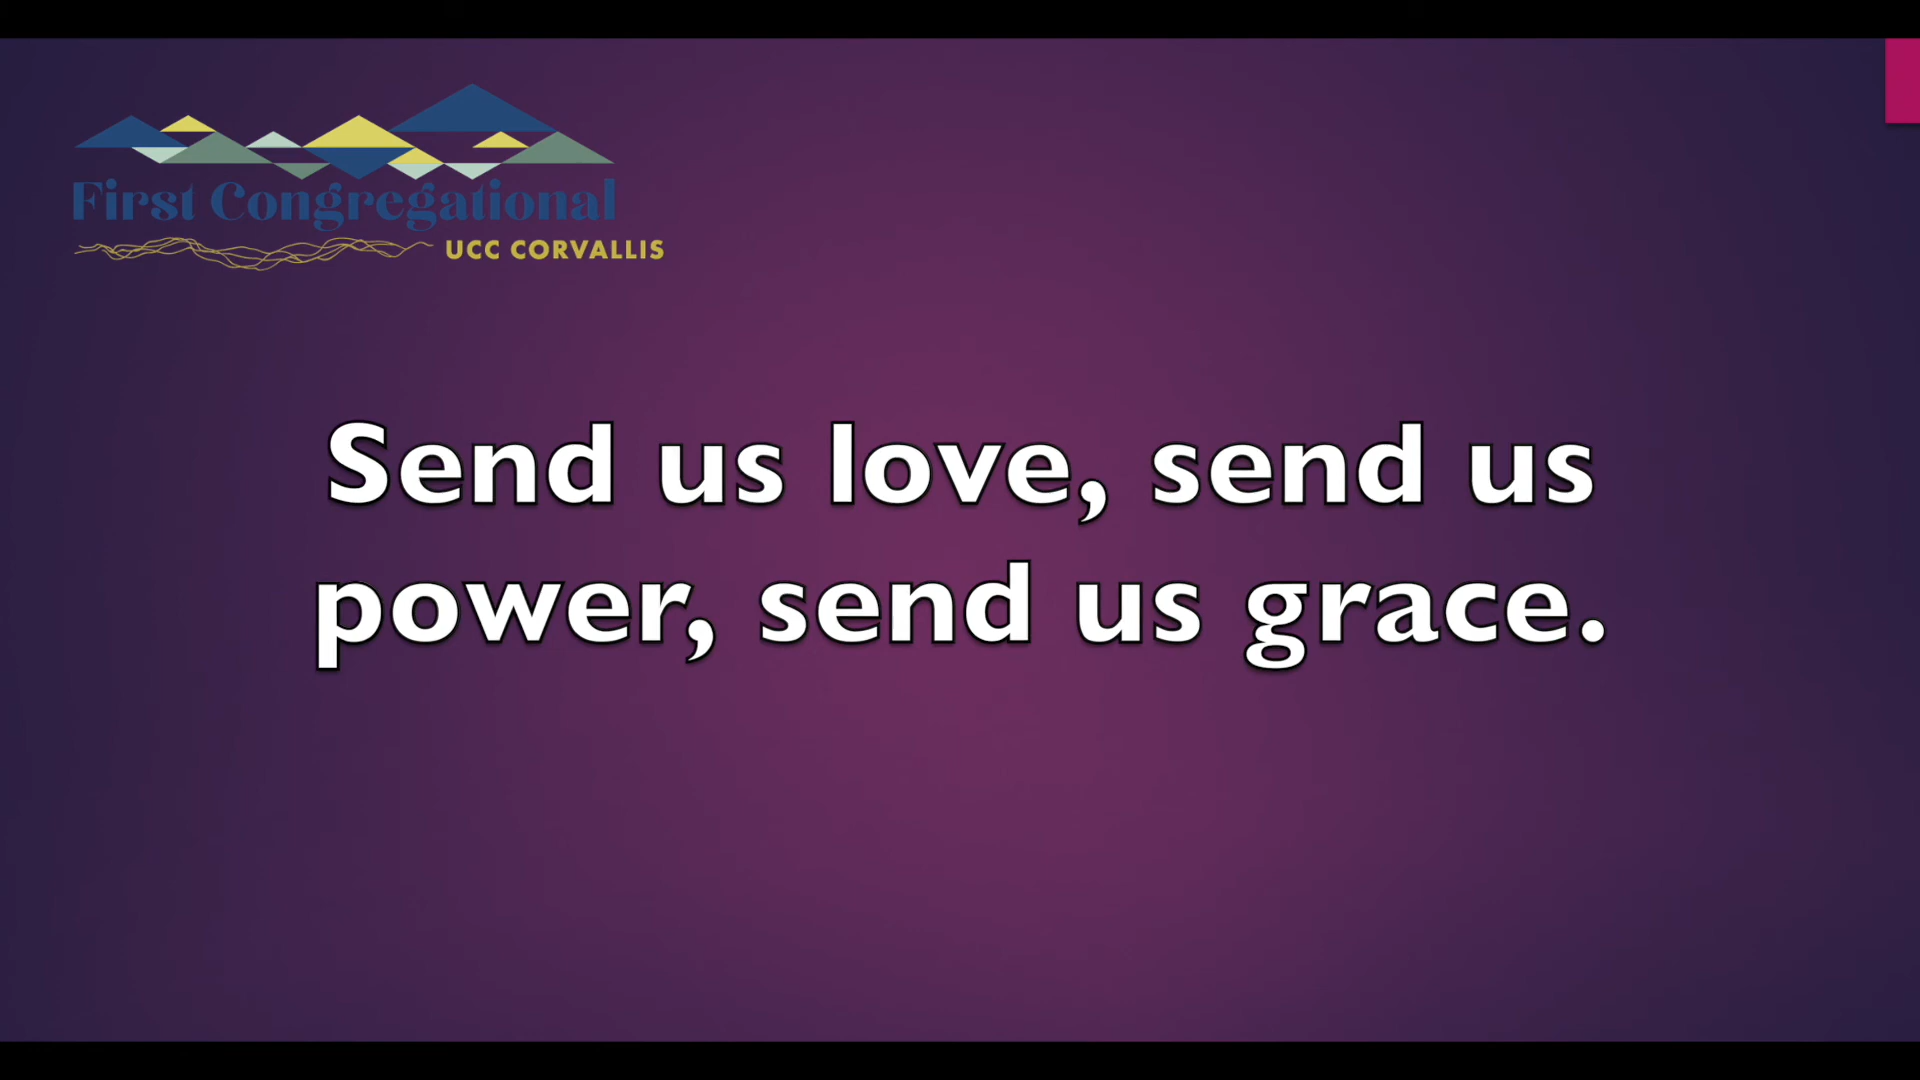 First Congregational
UCC CORVALLIS
Send us love, send us
power, send us grace.